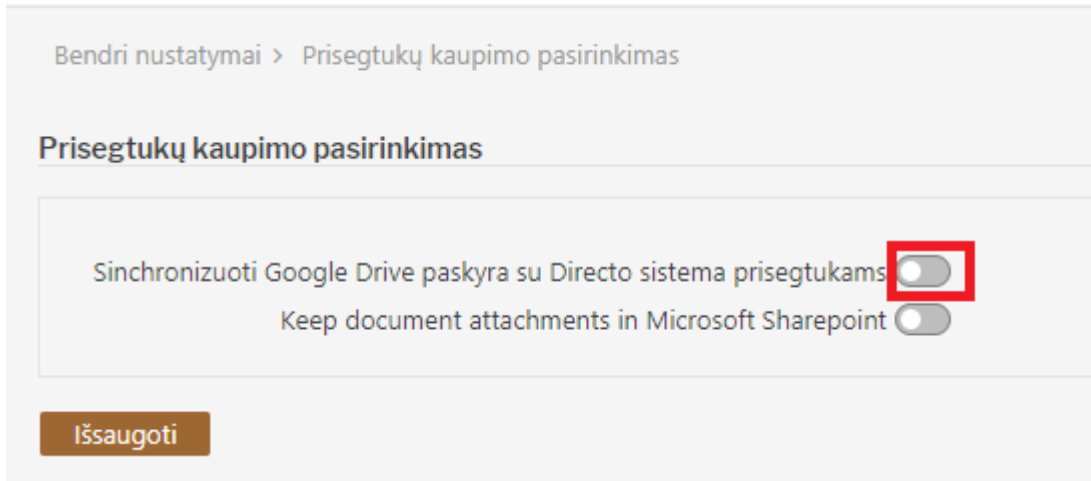 Bendri nustatymai > Prisegtukų kaupimo pasirinkimas
Prisegtukų kaupimo pasirinkimas
Sinchronizuoti Google Drive paskyra su Directo sistema prisegtukams
Keep document attachments in Microsoft Sharepoint
Išsaugoti